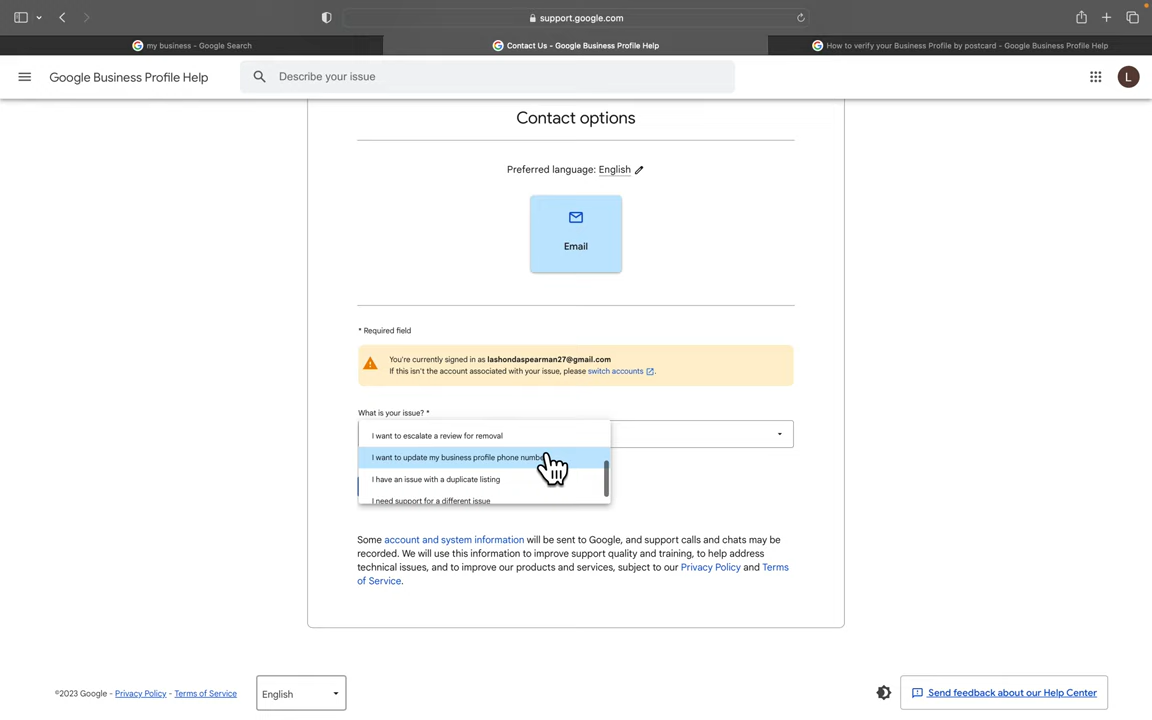 support.google.com
my business - Google Search
Contact Us - Google Business Profile Help
How to verify your Business Profile by postcard - Google Business Profile Help
Google Business Profile Help
Describe your issue
L
Contact options
Preferred language: English
Email
* Required field
You're currently signed in as lashondaspearman27@gmail.com
If this isn't the account associated with your issue, please switch accounts.
What is your issue? *
I want to escalate a review for removal
I want to update my business profile phone
I have an issue with a duplicate listing
I need support for a different issue
Some account and system information will be sent to Google, and support calls and chats may be
recorded. We will use this information to improve support quality and training, to help address
technical issues, and to improve our products and services, subject to our Privacy Policy and Terms
of Service.
©2023 Google - Privacy Policy - Terms of Service
English
Send feedback about our Help Center